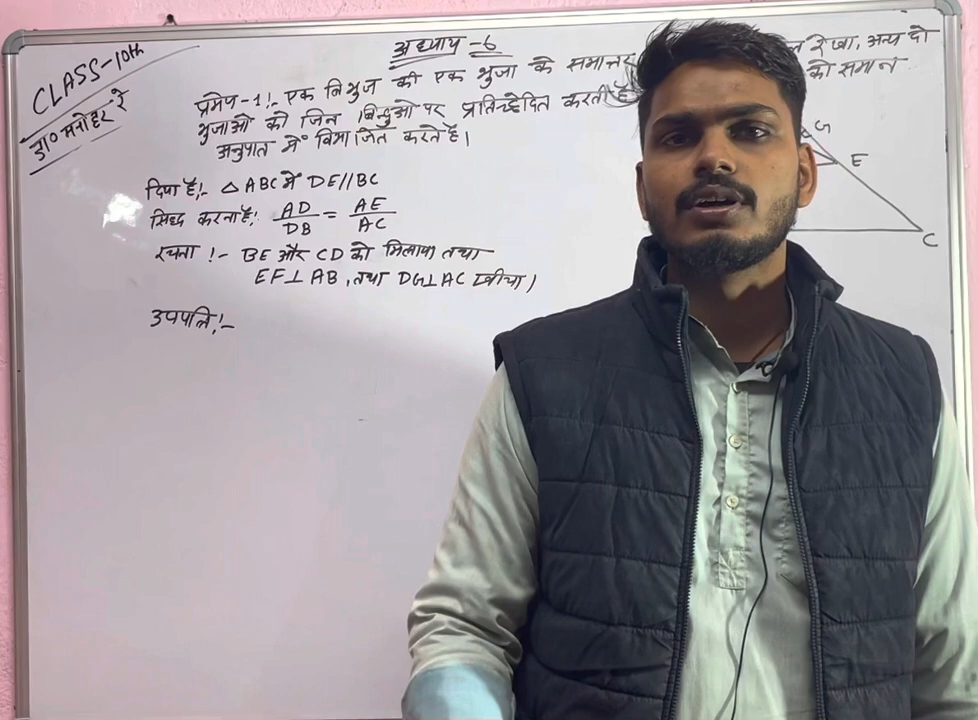 CLASS-10th
डा० मनोहर रे
अध्याय-6
प्रमेय-1!- एक त्रिभुज की एक भुजा के समान्तर रेखा, अन्य दो
भुजाओ को जिन बिन्दुओ पर प्रतिच्छेदित करती है को समान
अनुपात में विभाजित करते है।
दिया है!- △ ABC में DE//BC
सिद्ध करना है! AD/DB = AE/AC
रचना !- BE और CD को मिलाया तथा
EF⊥AB, तथा DG⊥AC खींचा।
उपपत्ति!-
G
E
C